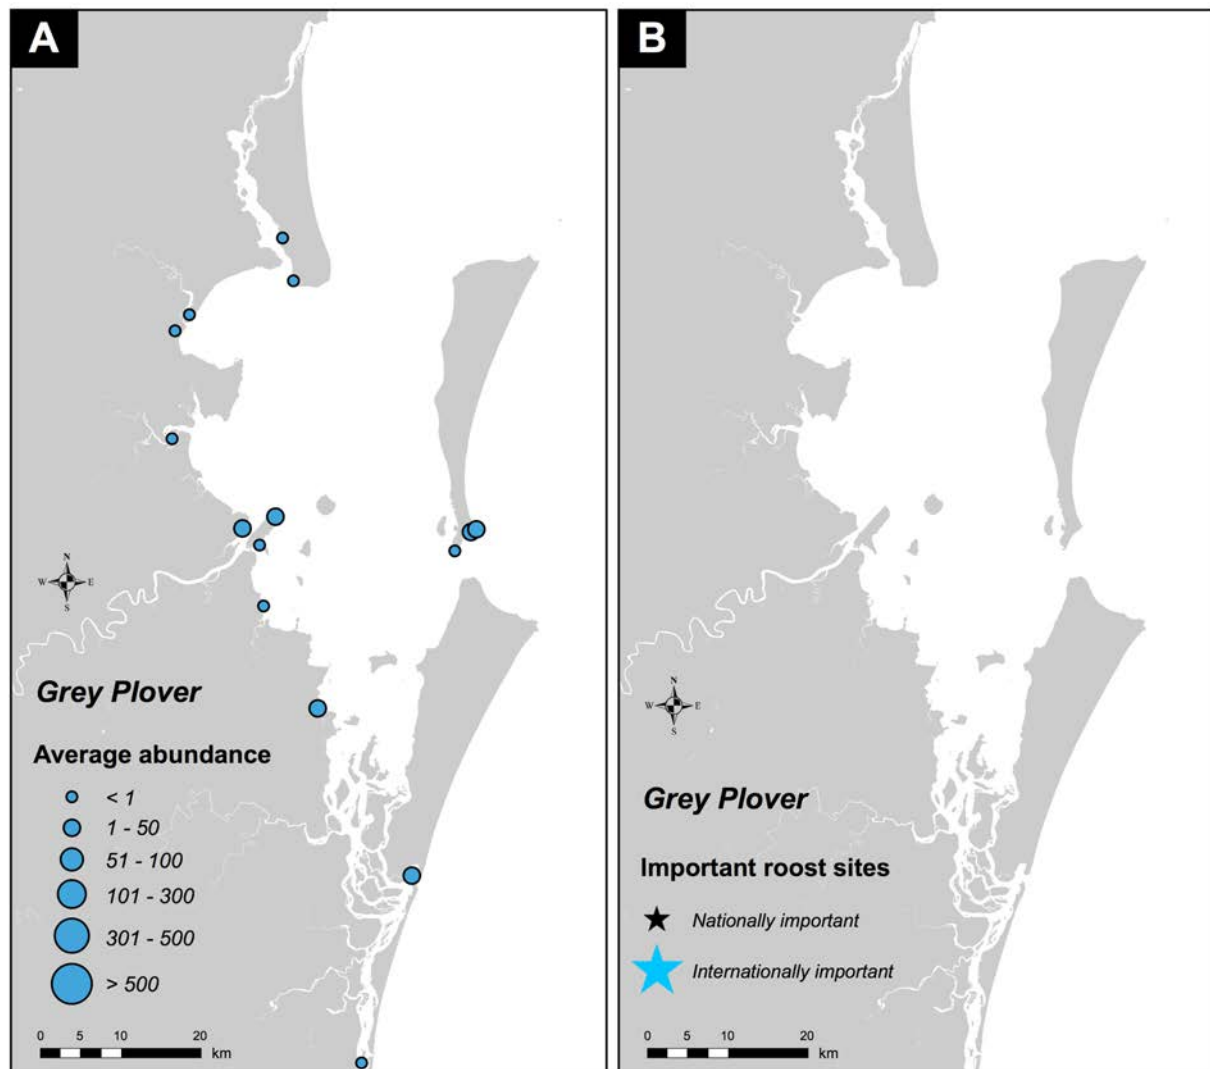 A
N
W E
S
Grey Plover
Average abundance
< 1
1 - 50
51 - 100
101 - 300
301 - 500
> 500
0 5 10 20
km
B
N
W E
S
Grey Plover
Important roost sites
Nationally important
Internationally important
0 5 10 20
km